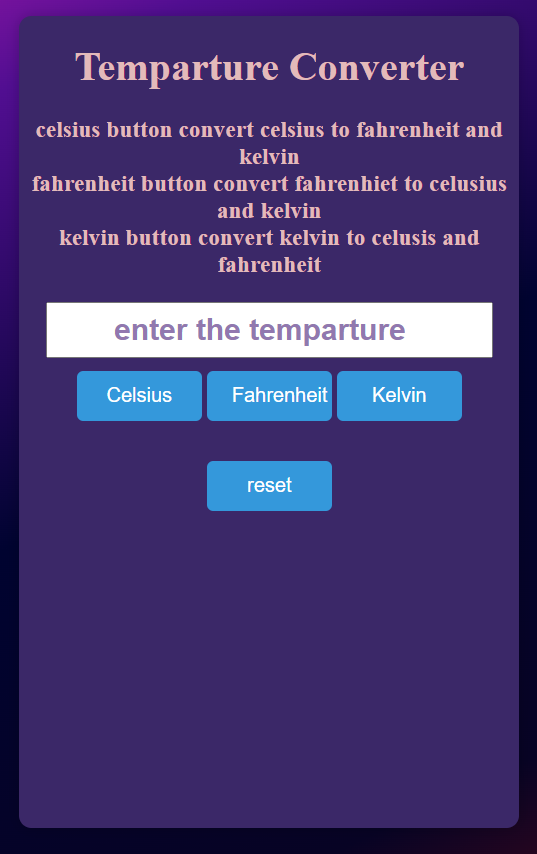 Temparture Converter
celsius button convert celsius to fahrenheit and
kelvin
fahrenheit button convert fahrenhiet to celusius
and kelvin
kelvin button convert kelvin to celusis and
fahrenheit
enter the temparture
Celsius Fahrenheit Kelvin
reset